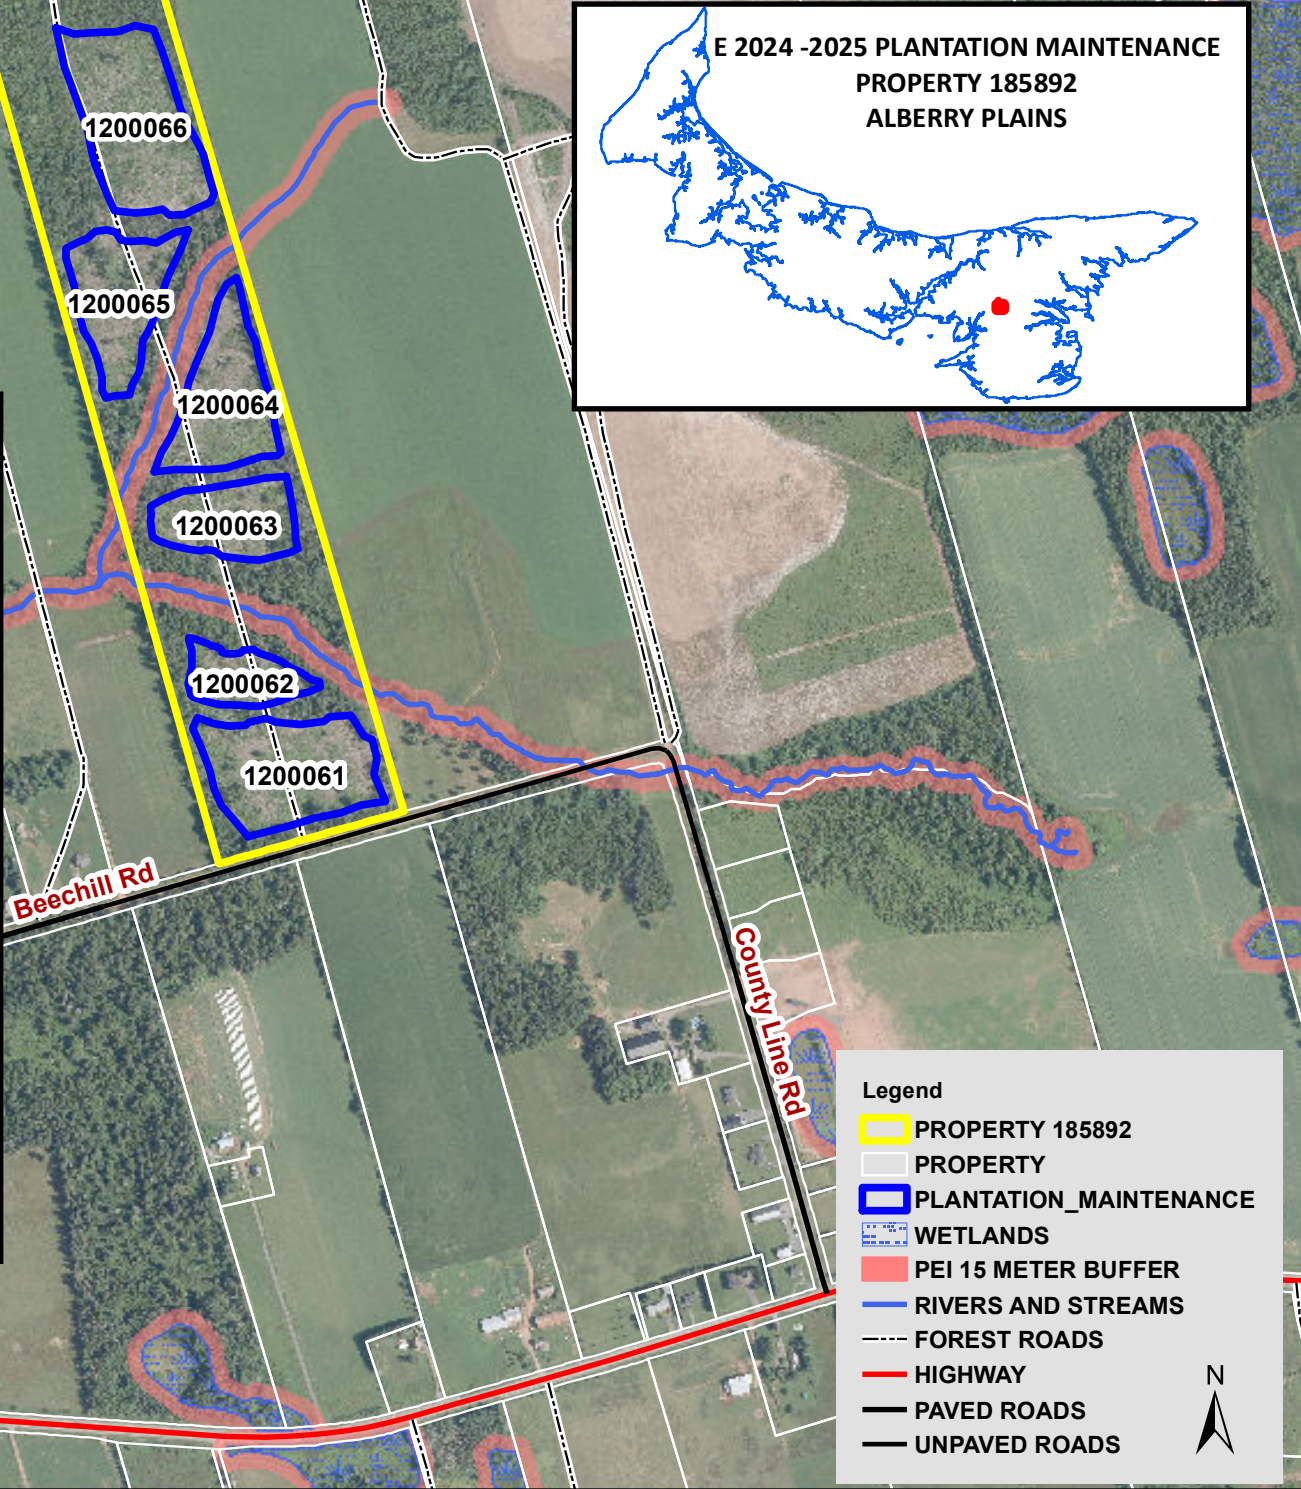 E 2024 -2025 PLANTATION MAINTENANCE
PROPERTY 185892
ALBERRY PLAINS
1200066
1200065
1200064
1200063
1200062
1200061
Beechill Rd
County Line Rd
Legend
PROPERTY 185892
PROPERTY
PLANTATION_MAINTENANCE
WETLANDS
PEI 15 METER BUFFER
RIVERS AND STREAMS
FOREST ROADS
HIGHWAY
PAVED ROADS
UNPAVED ROADS
N